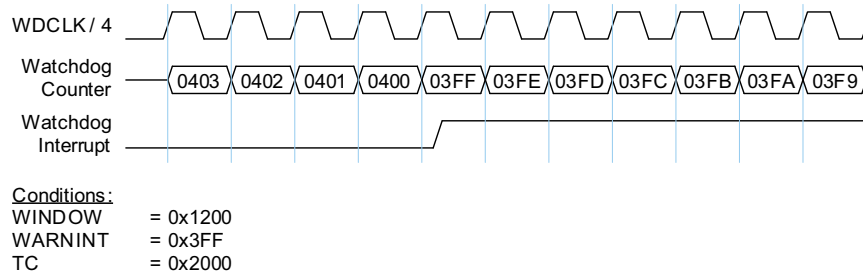 WDCLK / 4
Watchdog
Counter
0403 0402 0401 0400 03FF 03FE 03FD 03FC 03FB 03FA 03F9
Watchdog
Interrupt
Conditions:
WINDOW = 0x1200
WARNINT = 0x3FF
TC = 0x2000